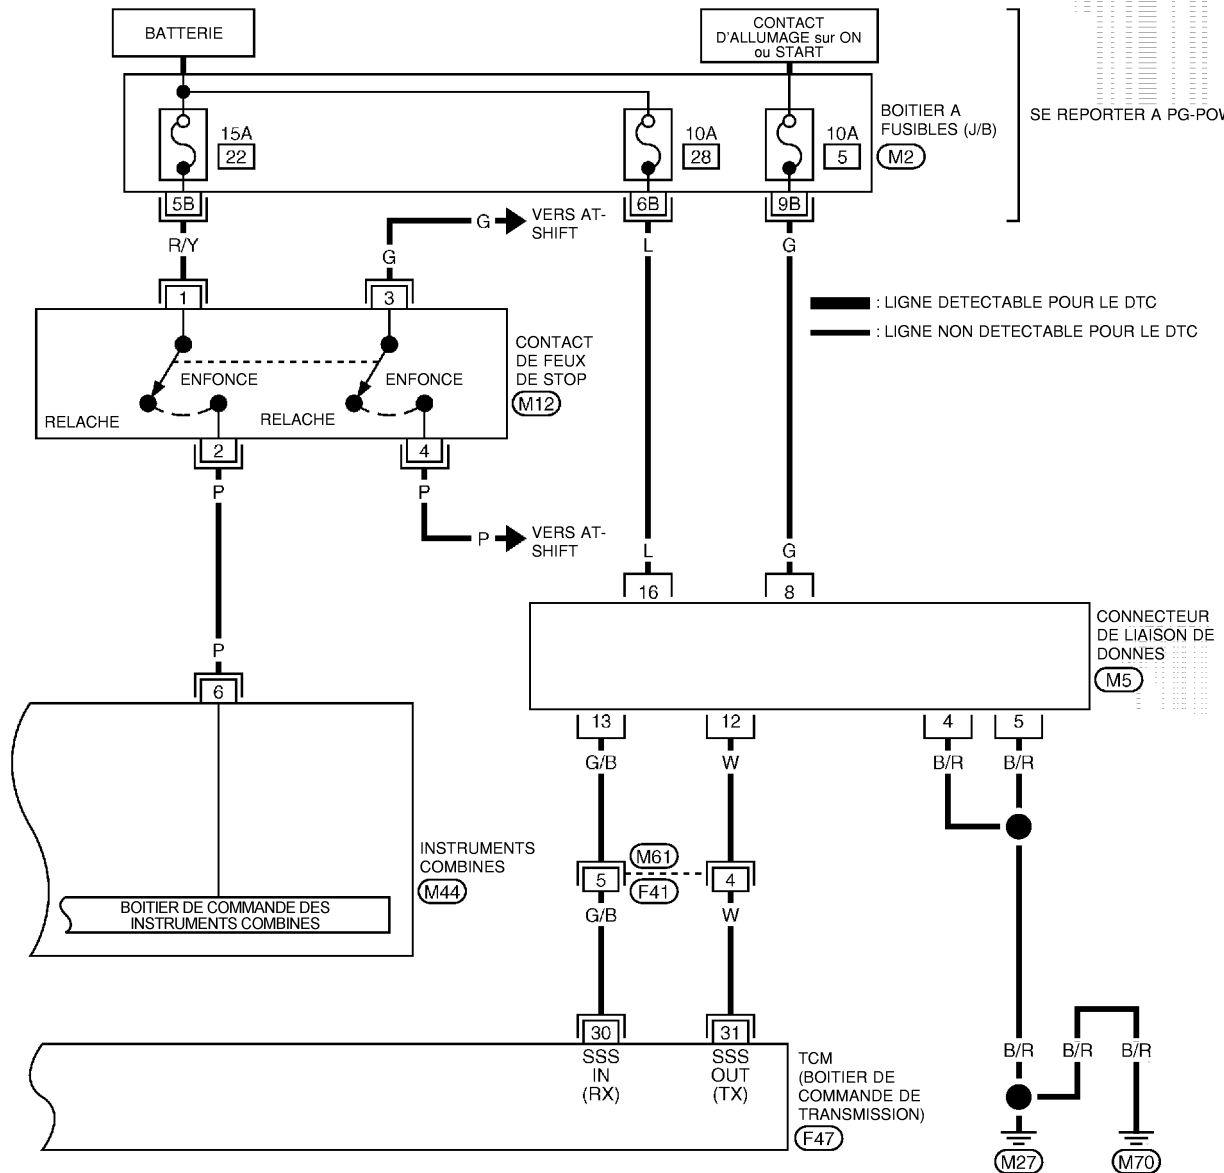 BATTERIE
CONTACT
D'ALLUMAGE sur ON
ou START
15A
22
10A
28
10A
5
BOITIER A
FUSIBLES (J/B)
M2
SE REPORTER A
5B
6B
9B
R/Y
G
G
VERS AT-
SHIFT
L
G
1
3
: LIGNE DETECTABLE POUR LE DTC
: LIGNE NON DETECTABLE POUR LE DTC
ENFONCE
ENFONCE
RELACHE
RELACHE
CONTACT
DE FEUX
DE STOP
M12
2
4
P
P
P
VERS AT-
SHIFT
L
G
16
8
CONNECTEUR
DE LIAISON DE
DONNES
M5
P
6
13
12
4
5
G/B
W
B/R
B/R
INSTRUMENTS
COMBINES
M44
BOITIER DE COMMANDE DES
INSTRUMENTS COMBINES
M61
5
4
F41
G/B
W
30
31
SSS
IN
(RX)
SSS
OUT
(TX)
TCM
(BOITIER DE
COMMANDE DE
TRANSMISSION)
F47
B/R
B/R
B/R
M27
M70